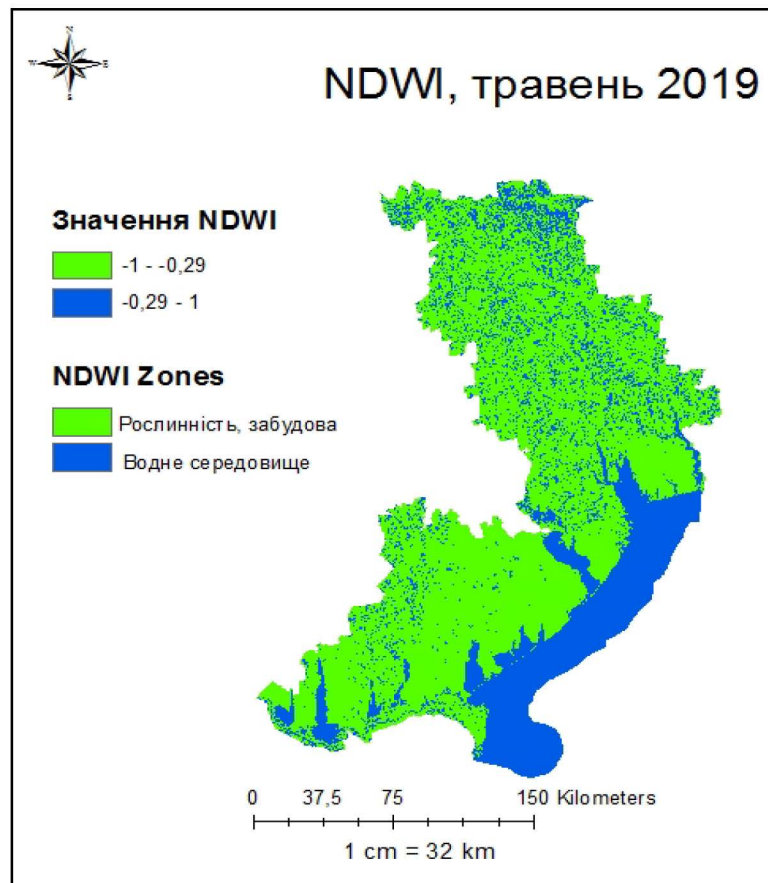 N
W E
S
NDWI, травень 2019
Значення NDWI
-1 - -0,29
-0,29 - 1
NDWI Zones
Рослинність, забудова
Водне середовище
0 37,5 75 150 Kilometers
1 cm = 32 km